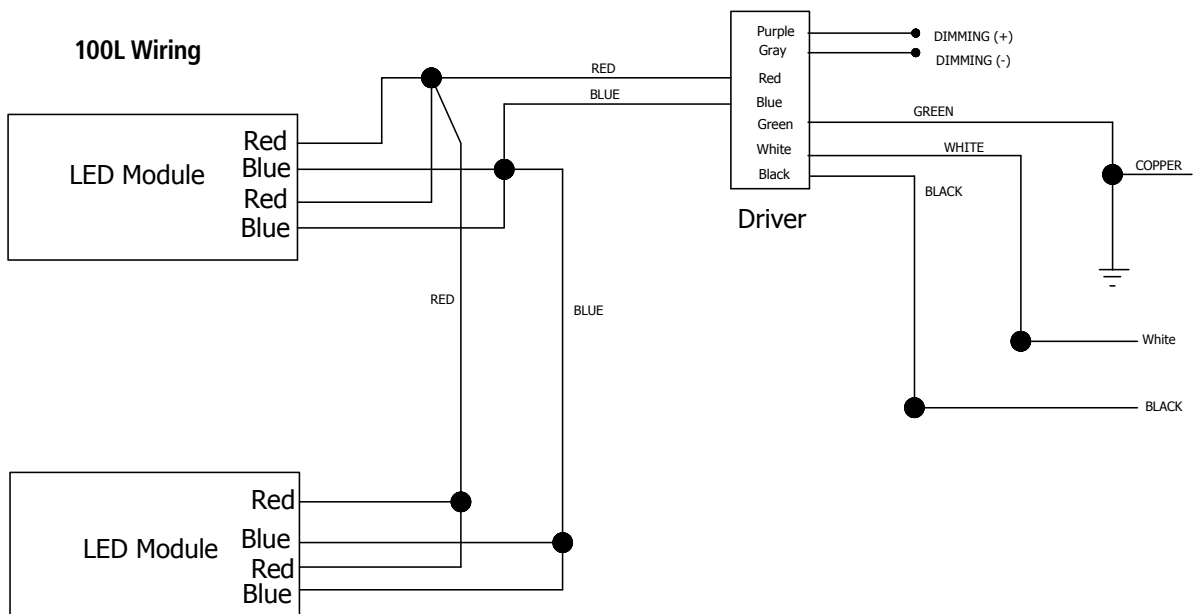 100L Wiring
Purple
DIMMING (+)
Gray
DIMMING (-)
RED
Red
BLUE
Blue
GREEN
Green
WHITE
White
COPPER
Black
BLACK
Driver
LED Module
Red
Blue
Red
Blue
RED
BLUE
White
BLACK
LED Module
Red
Blue
Red
Blue